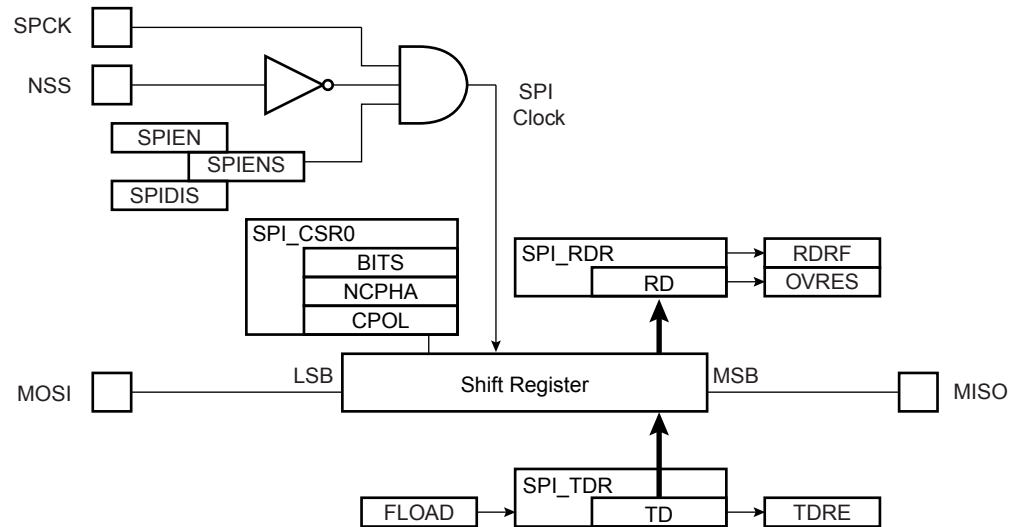 SPCK
NSS
SPI
Clock
SPIEN
SPIENS
SPIDIS
SPI_CSR0
BITS
NCPHA
CPOL
SPI_RDR
RD
RDRF
OVRES
MOSI
LSB
Shift Register
MSB
MISO
FLOAD
SPI_TDR
TD
TDRE